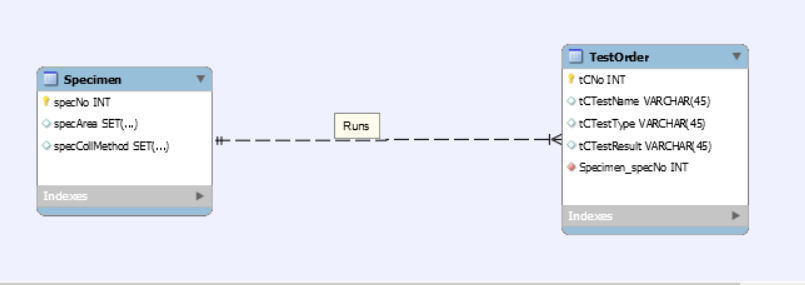 Specimen
specNo INT
specArea SET(...)
specCollMethod SET(...)
Indexes
Runs
TestOrder
tCNo INT
tCTestName VARCHAR(45)
tCTestType VARCHAR(45)
tCTestResult VARCHAR(45)
Specimen_specNo INT
Indexes